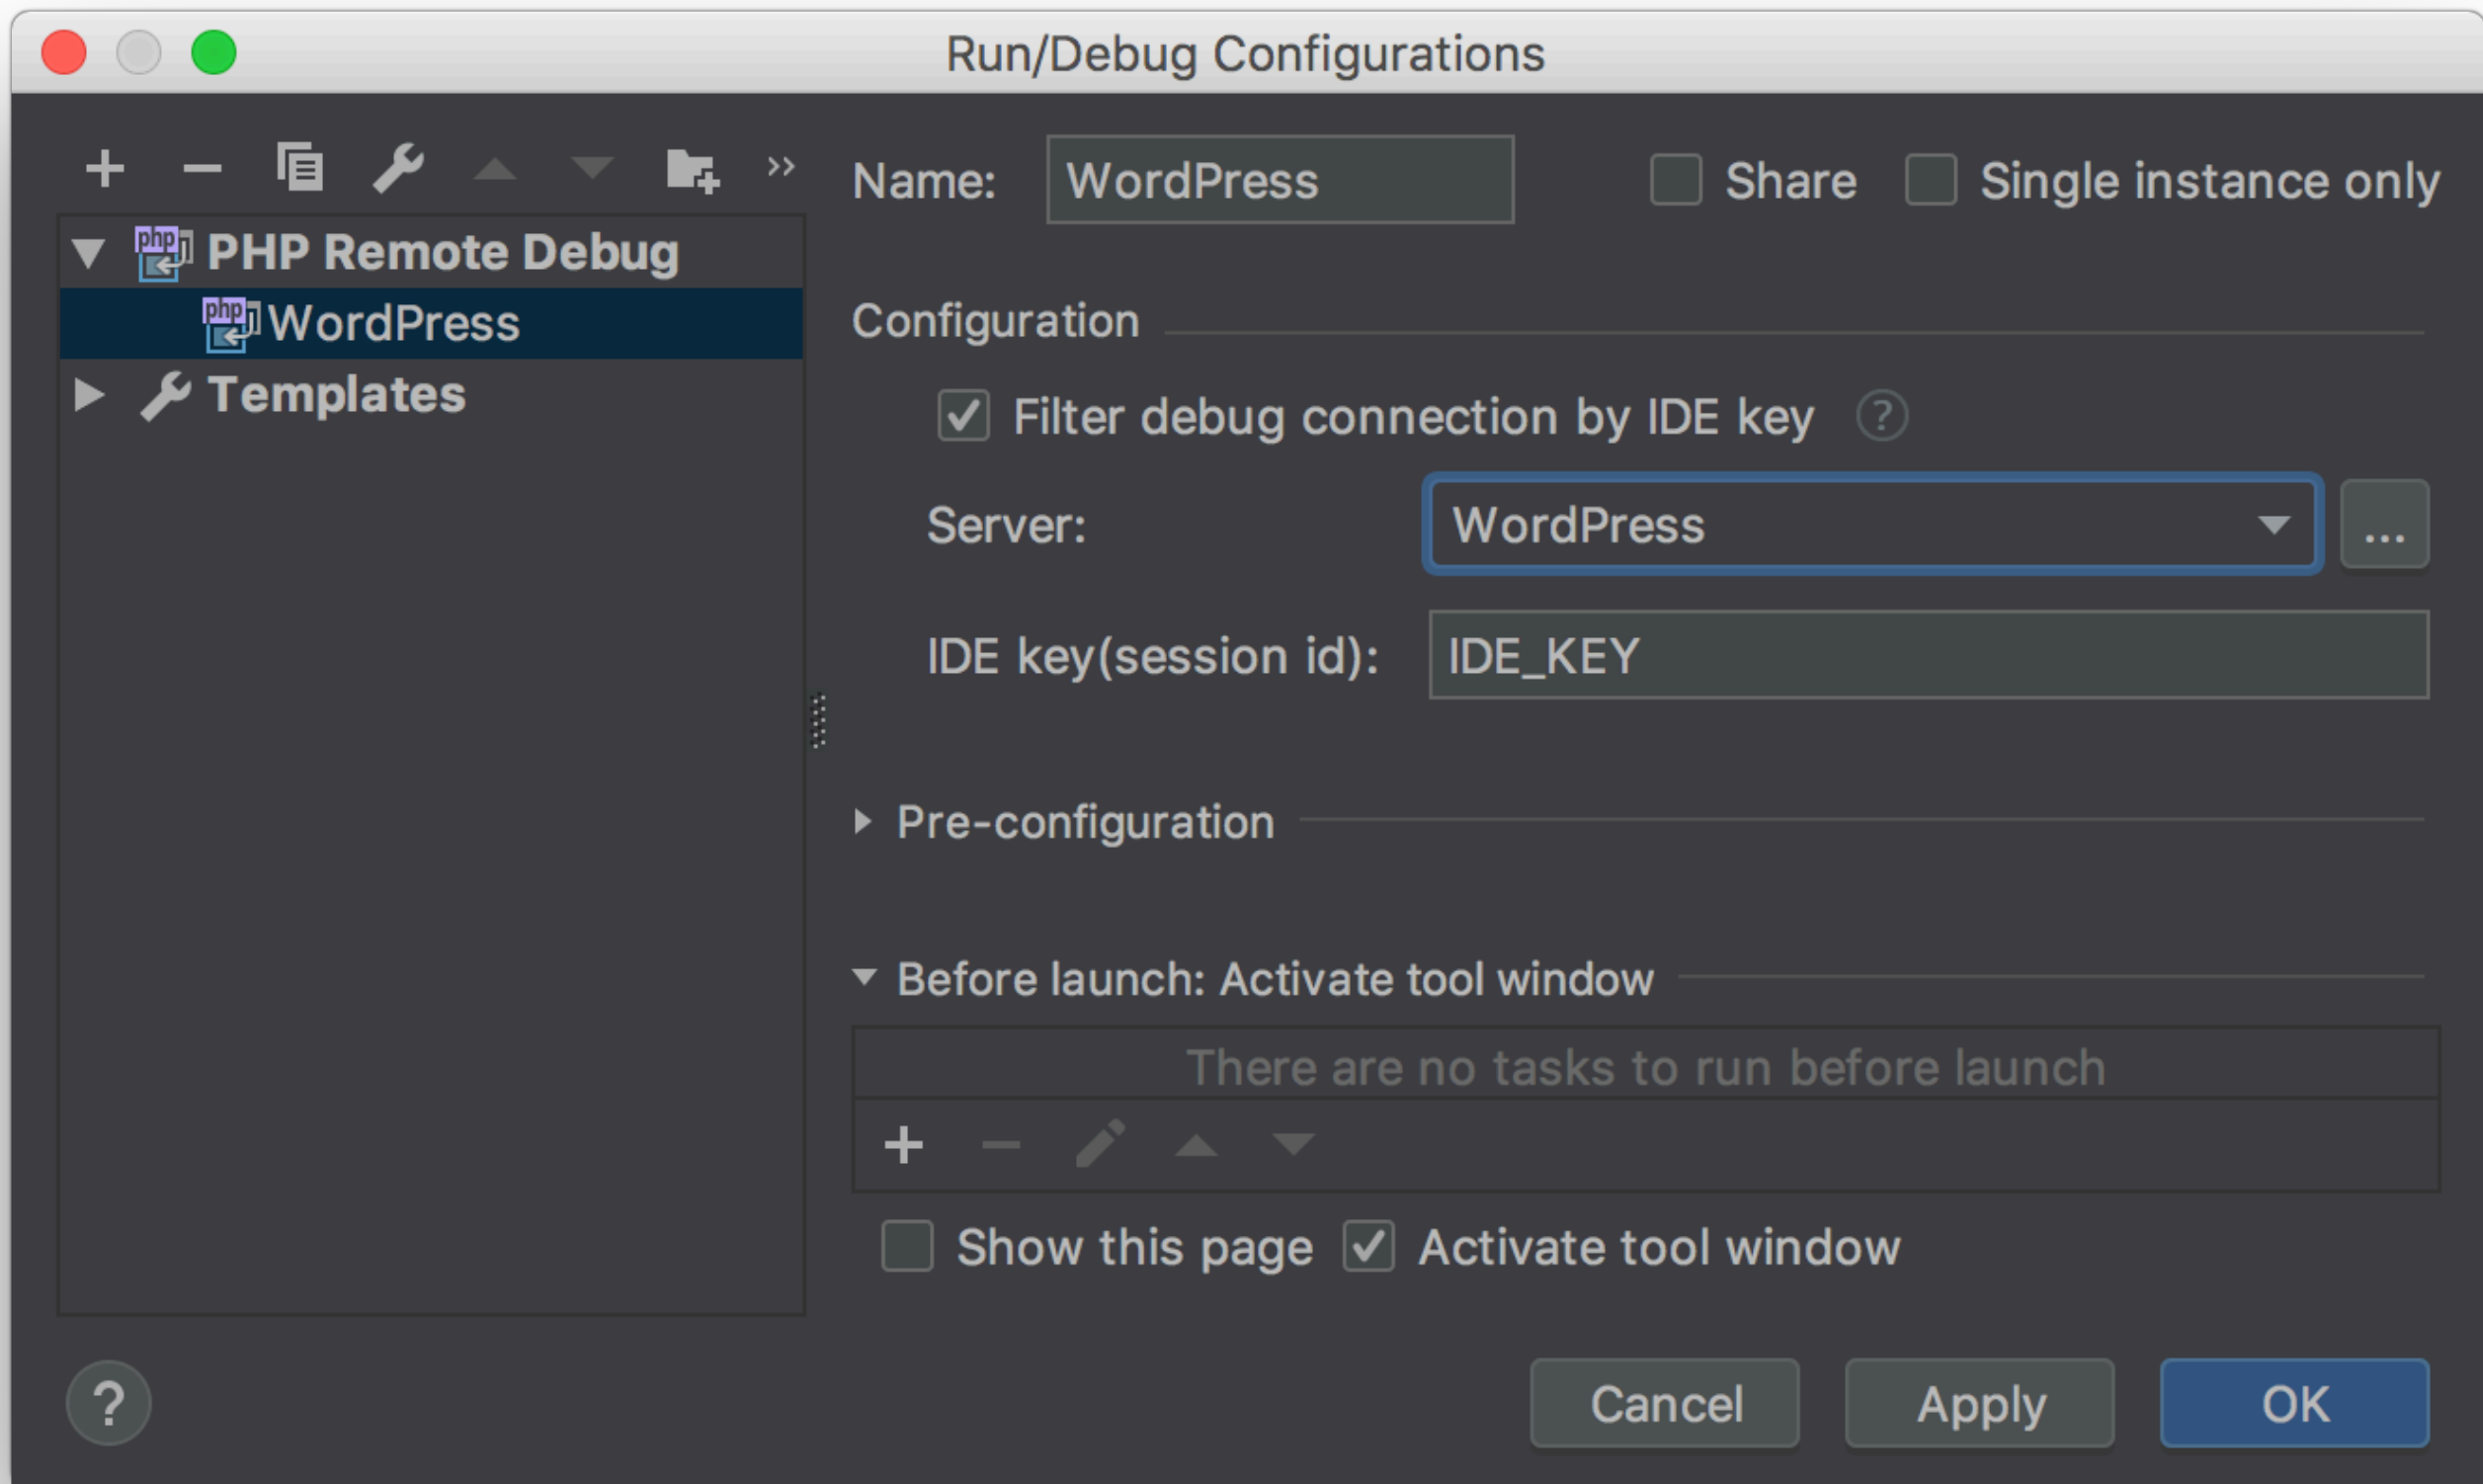 Run/Debug Configurations
Name: WordPress Share Single instance only
php PHP Remote Debug
php WordPress
Templates
Configuration
Filter debug connection by IDE key ?
Server: WordPress ...
IDE key(session id): IDE_KEY
Pre-configuration
Before launch: Activate tool window
There are no tasks to run before launch
Show this page Activate tool window
? Cancel Apply OK